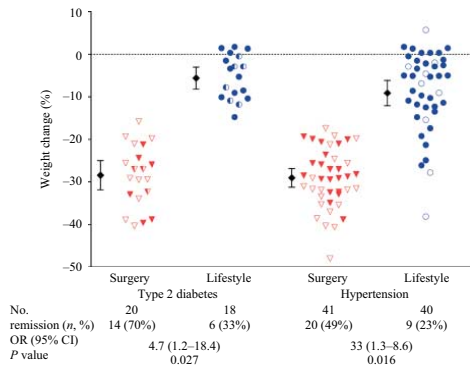 10
0
−10
−20
−30
−40
−50
Weight change (%)
Surgery Lifestyle Surgery Lifestyle
Type 2 diabetes Hypertension
No. 20 18 41 40
remission (n, %) 14 (70%) 6 (33%) 20 (49%) 9 (23%)
OR (95% CI) 4.7 (1.2–18.4) 33 (1.3–8.6)
P value 0.027 0.016